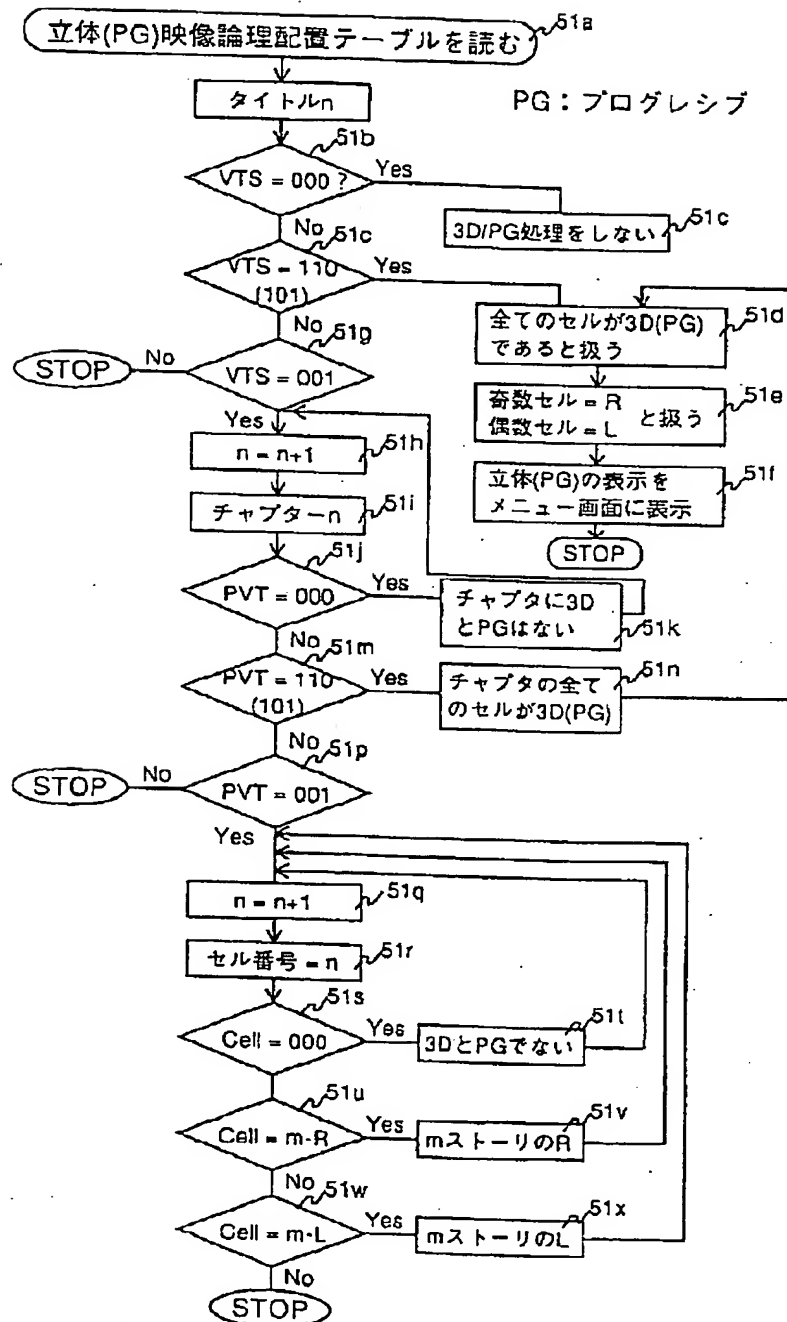 立体(PG)映像論理配置テーブルを読む
51a
タイトルn
PG：プログレシブ
51b
VTS = 000 ?
Yes
No
3D/PG処理をしない
51c
51c
VTS = 110
(101)
Yes
No
全てのセルが3D(PG)
であると扱う
51d
51g
VTS = 001
No
STOP
Yes
奇数セル = R
偶数セル = L
と扱う
51e
n = n+1
51h
立体(PG)の表示を
メニュー画面に表示
51f
STOP
チャプターn
51i
51j
PVT = 000
Yes
No
チャプタに3D
とPGはない
51k
51m
PVT = 110
(101)
Yes
No
チャプタの全て
のセルが3D(PG)
51n
51p
PVT = 001
No
STOP
Yes
n = n+1
51q
セル番号 = n
51r
51s
Cell = 000
Yes
3DとPGでない
51t
51u
Cell = m-R
Yes
mストーリのR
51v
No
51w
Cell = m-L
Yes
mストーリのL
51x
No
STOP